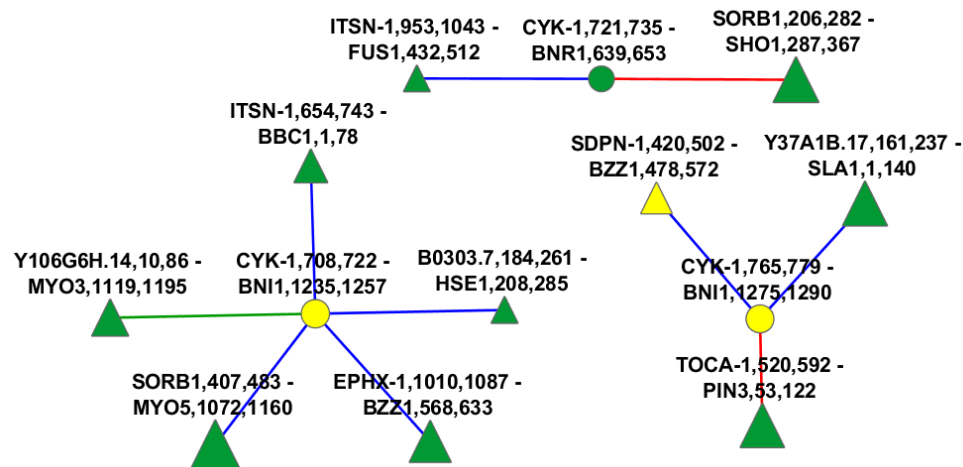 ITSN-1,953,1043 -
FUS1,432,512
CYK-1,721,735 -
BNR1,639,653
SORB1,206,282 -
SHO1,287,367
ITSN-1,654,743 -
BBC1,1,78
SDPN-1,420,502 -
BZZ1,478,572
Y37A1B.17,161,237 -
SLA1,1,140
Y106G6H.14,10,86 -
MYO3,1119,1195
CYK-1,708,722 -
BNI1,1235,1257
B0303.7,184,261 -
HSE1,208,285
CYK-1,765,779 -
BNI1,1275,1290
SORB1,407,483 -
MYO5,1072,1160
EPHX-1,1010,1087 -
BZZ1,568,633
TOCA-1,520,592 -
PIN3,53,122